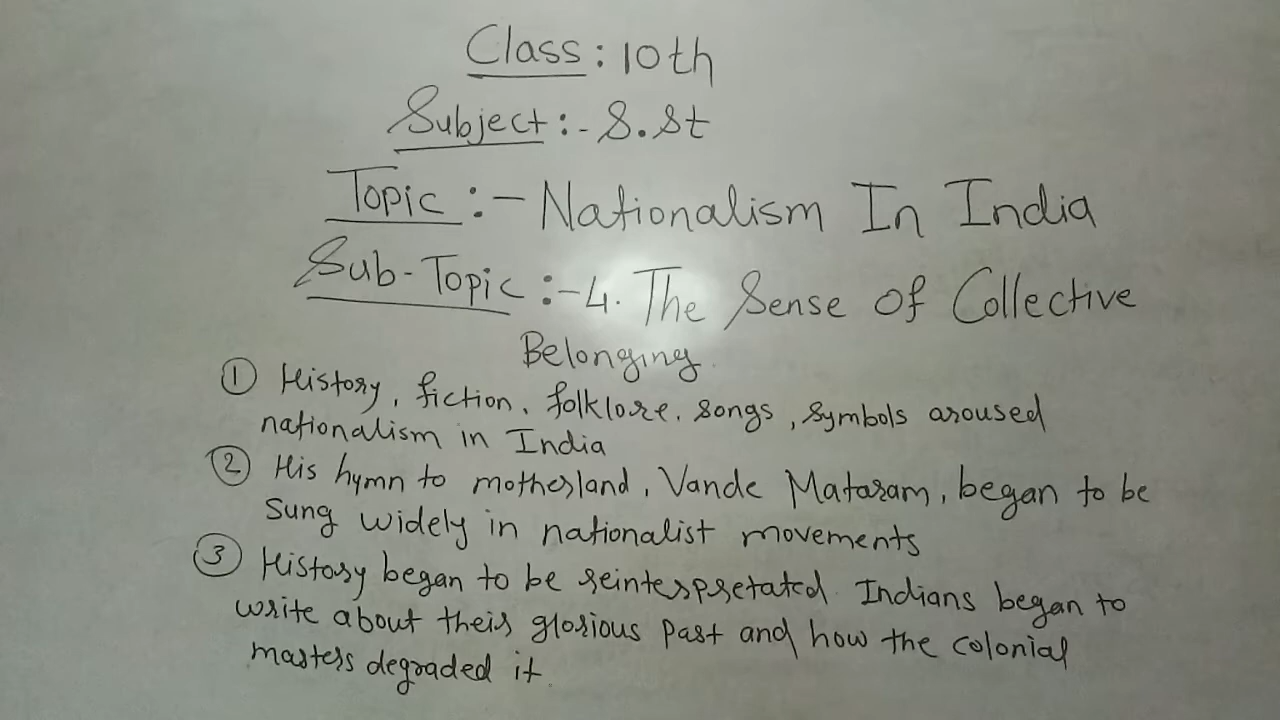 Class: 10th
Subject:- S.St
Topic:- Nationalism In India
Sub-Topic:-4. The Sense Of Collective
Belonging.
① History, fiction, folklore, songs, symbols aroused
nationalism in India
② His hymn to motherland, Vande Mataram, began to be
sung widely in nationalist movements
③ History began to be reinterpretated. Indians began to
write about their glorious past and how the colonial
masters degraded it.